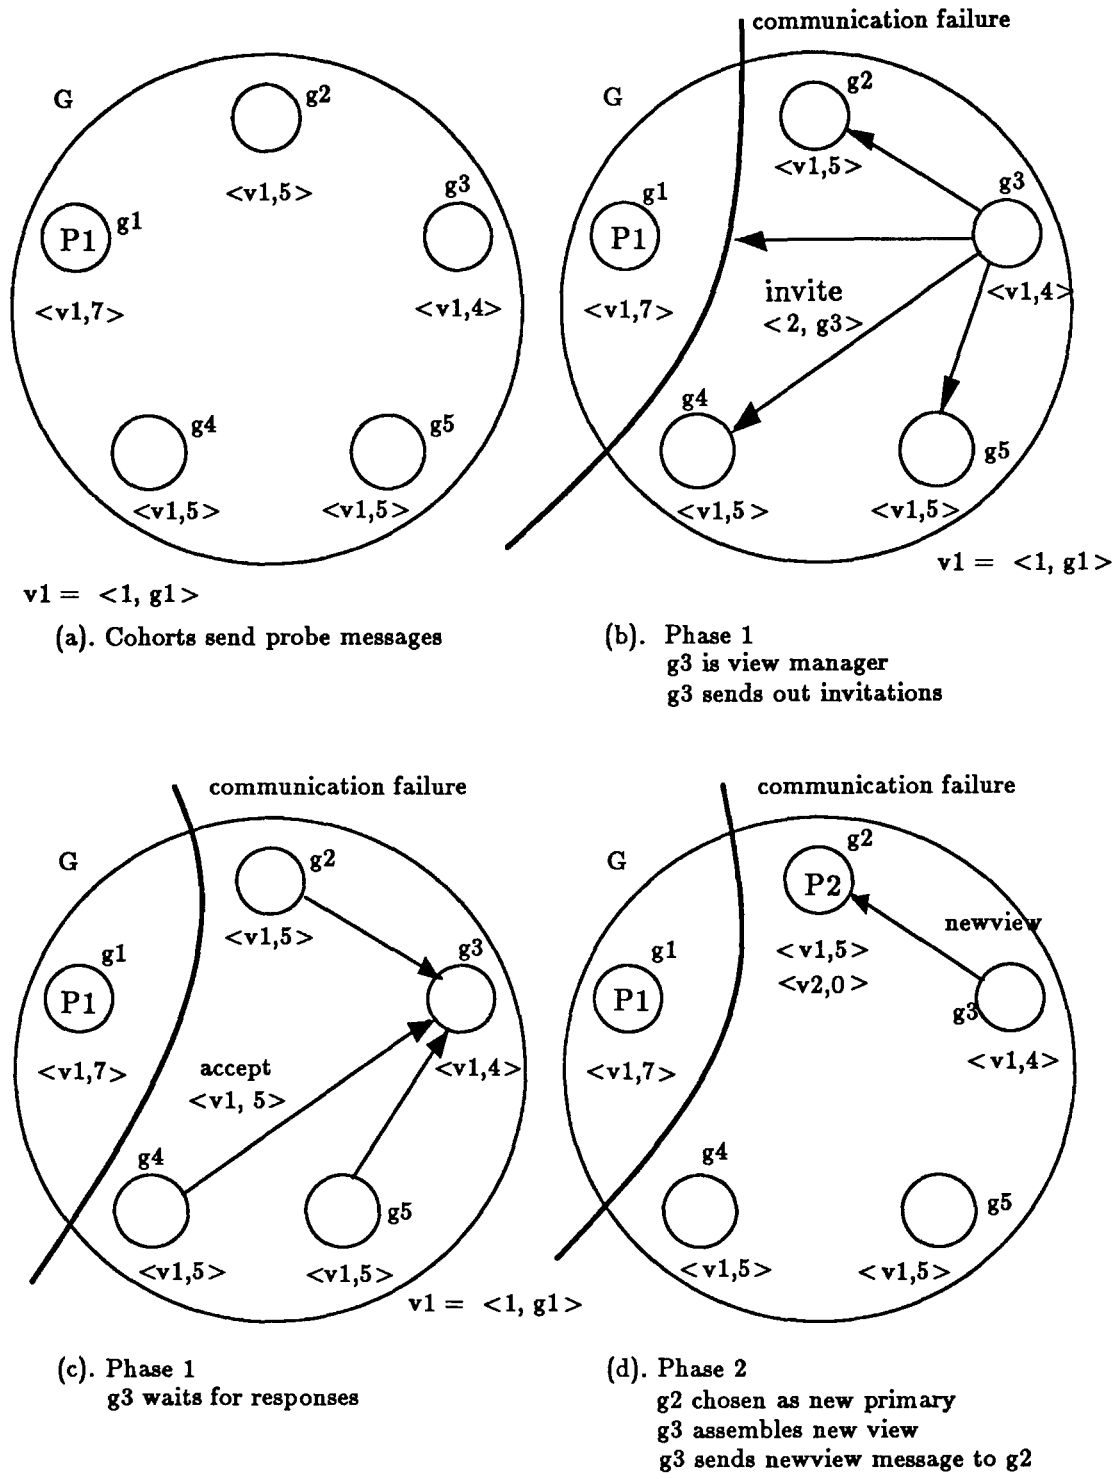 G
g2
<v1,5>
g3
P1
g1
<v1,7>
<v1,4>
g4
g5
<v1,5>
<v1,5>
v1 = <1, g1>
(a). Cohorts send probe messages
communication failure
G
g2
<v1,5>
g3
g1
P1
<v1,4>
<v1,7>
invite
<2, g3>
g4
g5
<v1,5>
<v1,5>
v1 = <1, g1>
(b). Phase 1
g3 is view manager
g3 sends out invitations
communication failure
G
g2
<v1,5>
g3
g1
P1
<v1,7>
<v1,4>
accept
<v1, 5>
g4
g5
<v1,5>
<v1,5>
v1 = <1, g1>
(c). Phase 1
g3 waits for responses
communication failure
G
g2
P2
newview
<v1,5>
<v2,0>
g1
P1
g3
<v1,7>
<v1,4>
g4
g5
<v1,5>
<v1,5>
(d). Phase 2
g2 chosen as new primary
g3 assembles new view
g3 sends newview message to g2